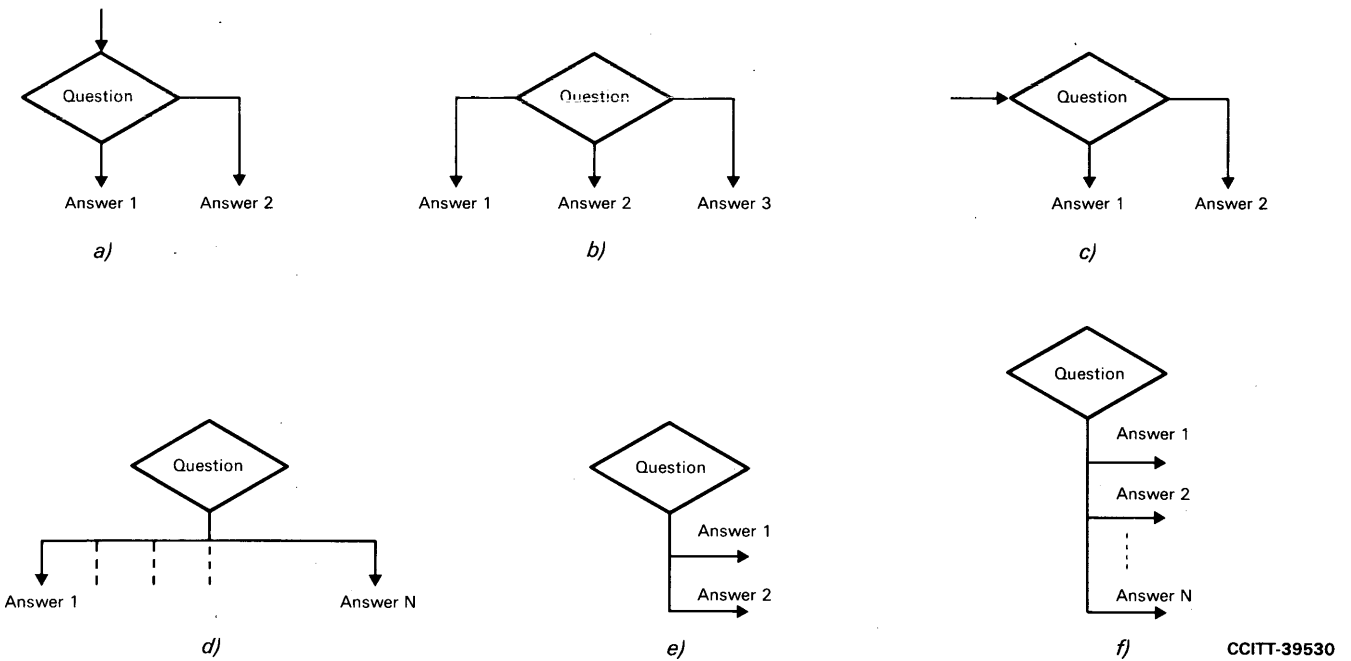 Question
Answer 1
Answer 2
a)
Question
Answer 1
Answer 2
Answer 3
b)
Question
Answer 1
Answer 2
c)
Question
Answer 1
Answer N
d)
Question
Answer 1
Answer 2
e)
Question
Answer 1
Answer 2
Answer N
f)
CCITT-39530